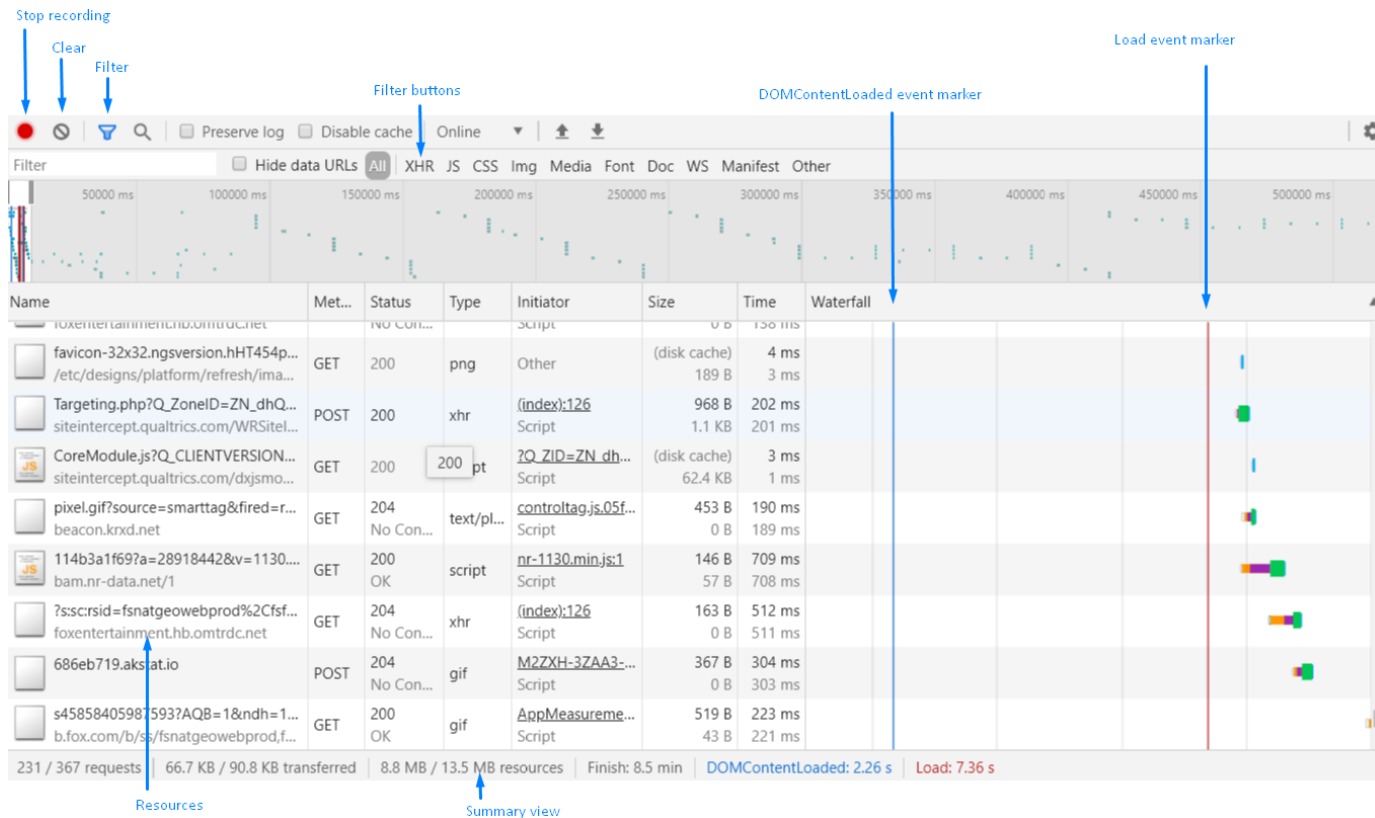 Stop recording
Clear
Filter
Filter buttons
DOMContentLoaded event marker
Load event marker
Preserve log Disable cache Online
Filter Hide data URLs All XHR JS CSS Img Media Font Doc WS Manifest Other
50000 ms 100000 ms 150000 ms 200000 ms 250000 ms 300000 ms 350000 ms 400000 ms 450000 ms 500000 ms
Name Met... Status Type Initiator Size Time Waterfall
foxentertainment.hb.omtrdc.net No Con... Script 0 B 138 ms
favicon-32x32.ngsversion.hHT454p... GET 200 png Other (disk cache) 4 ms
/etc/designs/platform/refresh/ima... 189 B 3 ms
Targeting.php?Q_ZoneID=ZN_dhQ... POST 200 xhr (index):126 968 B 202 ms
siteintercept.qualtrics.com/WRSiteI... Script 1.1 KB 201 ms
CoreModule.js?Q_CLIENTVERSION... GET 200 200 pt ?Q_ZID=ZN_dh... (disk cache) 3 ms
siteintercept.qualtrics.com/dxjsmo... Script 62.4 KB 1 ms
pixel.gif?source=smarttag&fired=r... GET 204 text/pl... controltag.js.05f... 453 B 190 ms
beacon.krxd.net No Con... Script 0 B 189 ms
JS 114b3a1f69?a=28918442&v=1130.... GET 200 script nr-1130.min.js:1 146 B 709 ms
bam.nr-data.net/1 OK Script 57 B 708 ms
?s:sc:rsid=fsnatgeowebprod%2Cfsf... GET 204 xhr (index):126 163 B 512 ms
foxentertainment.hb.omtrdc.net No Con... Script 0 B 511 ms
686eb719.akstat.io POST 204 gif M2ZXH-3ZAA3-... 367 B 304 ms
No Con... Script 0 B 303 ms
s45858405987593?AQB=1&ndh=1... GET 200 gif AppMeasureme... 519 B 223 ms
b.fox.com/b/ss/fsnatgeowebprod,f... OK Script 43 B 221 ms
231 / 367 requests 66.7 KB / 90.8 KB transferred 8.8 MB / 13.5 MB resources Finish: 8.5 min DOMContentLoaded: 2.26 s Load: 7.36 s
Resources
Summary view